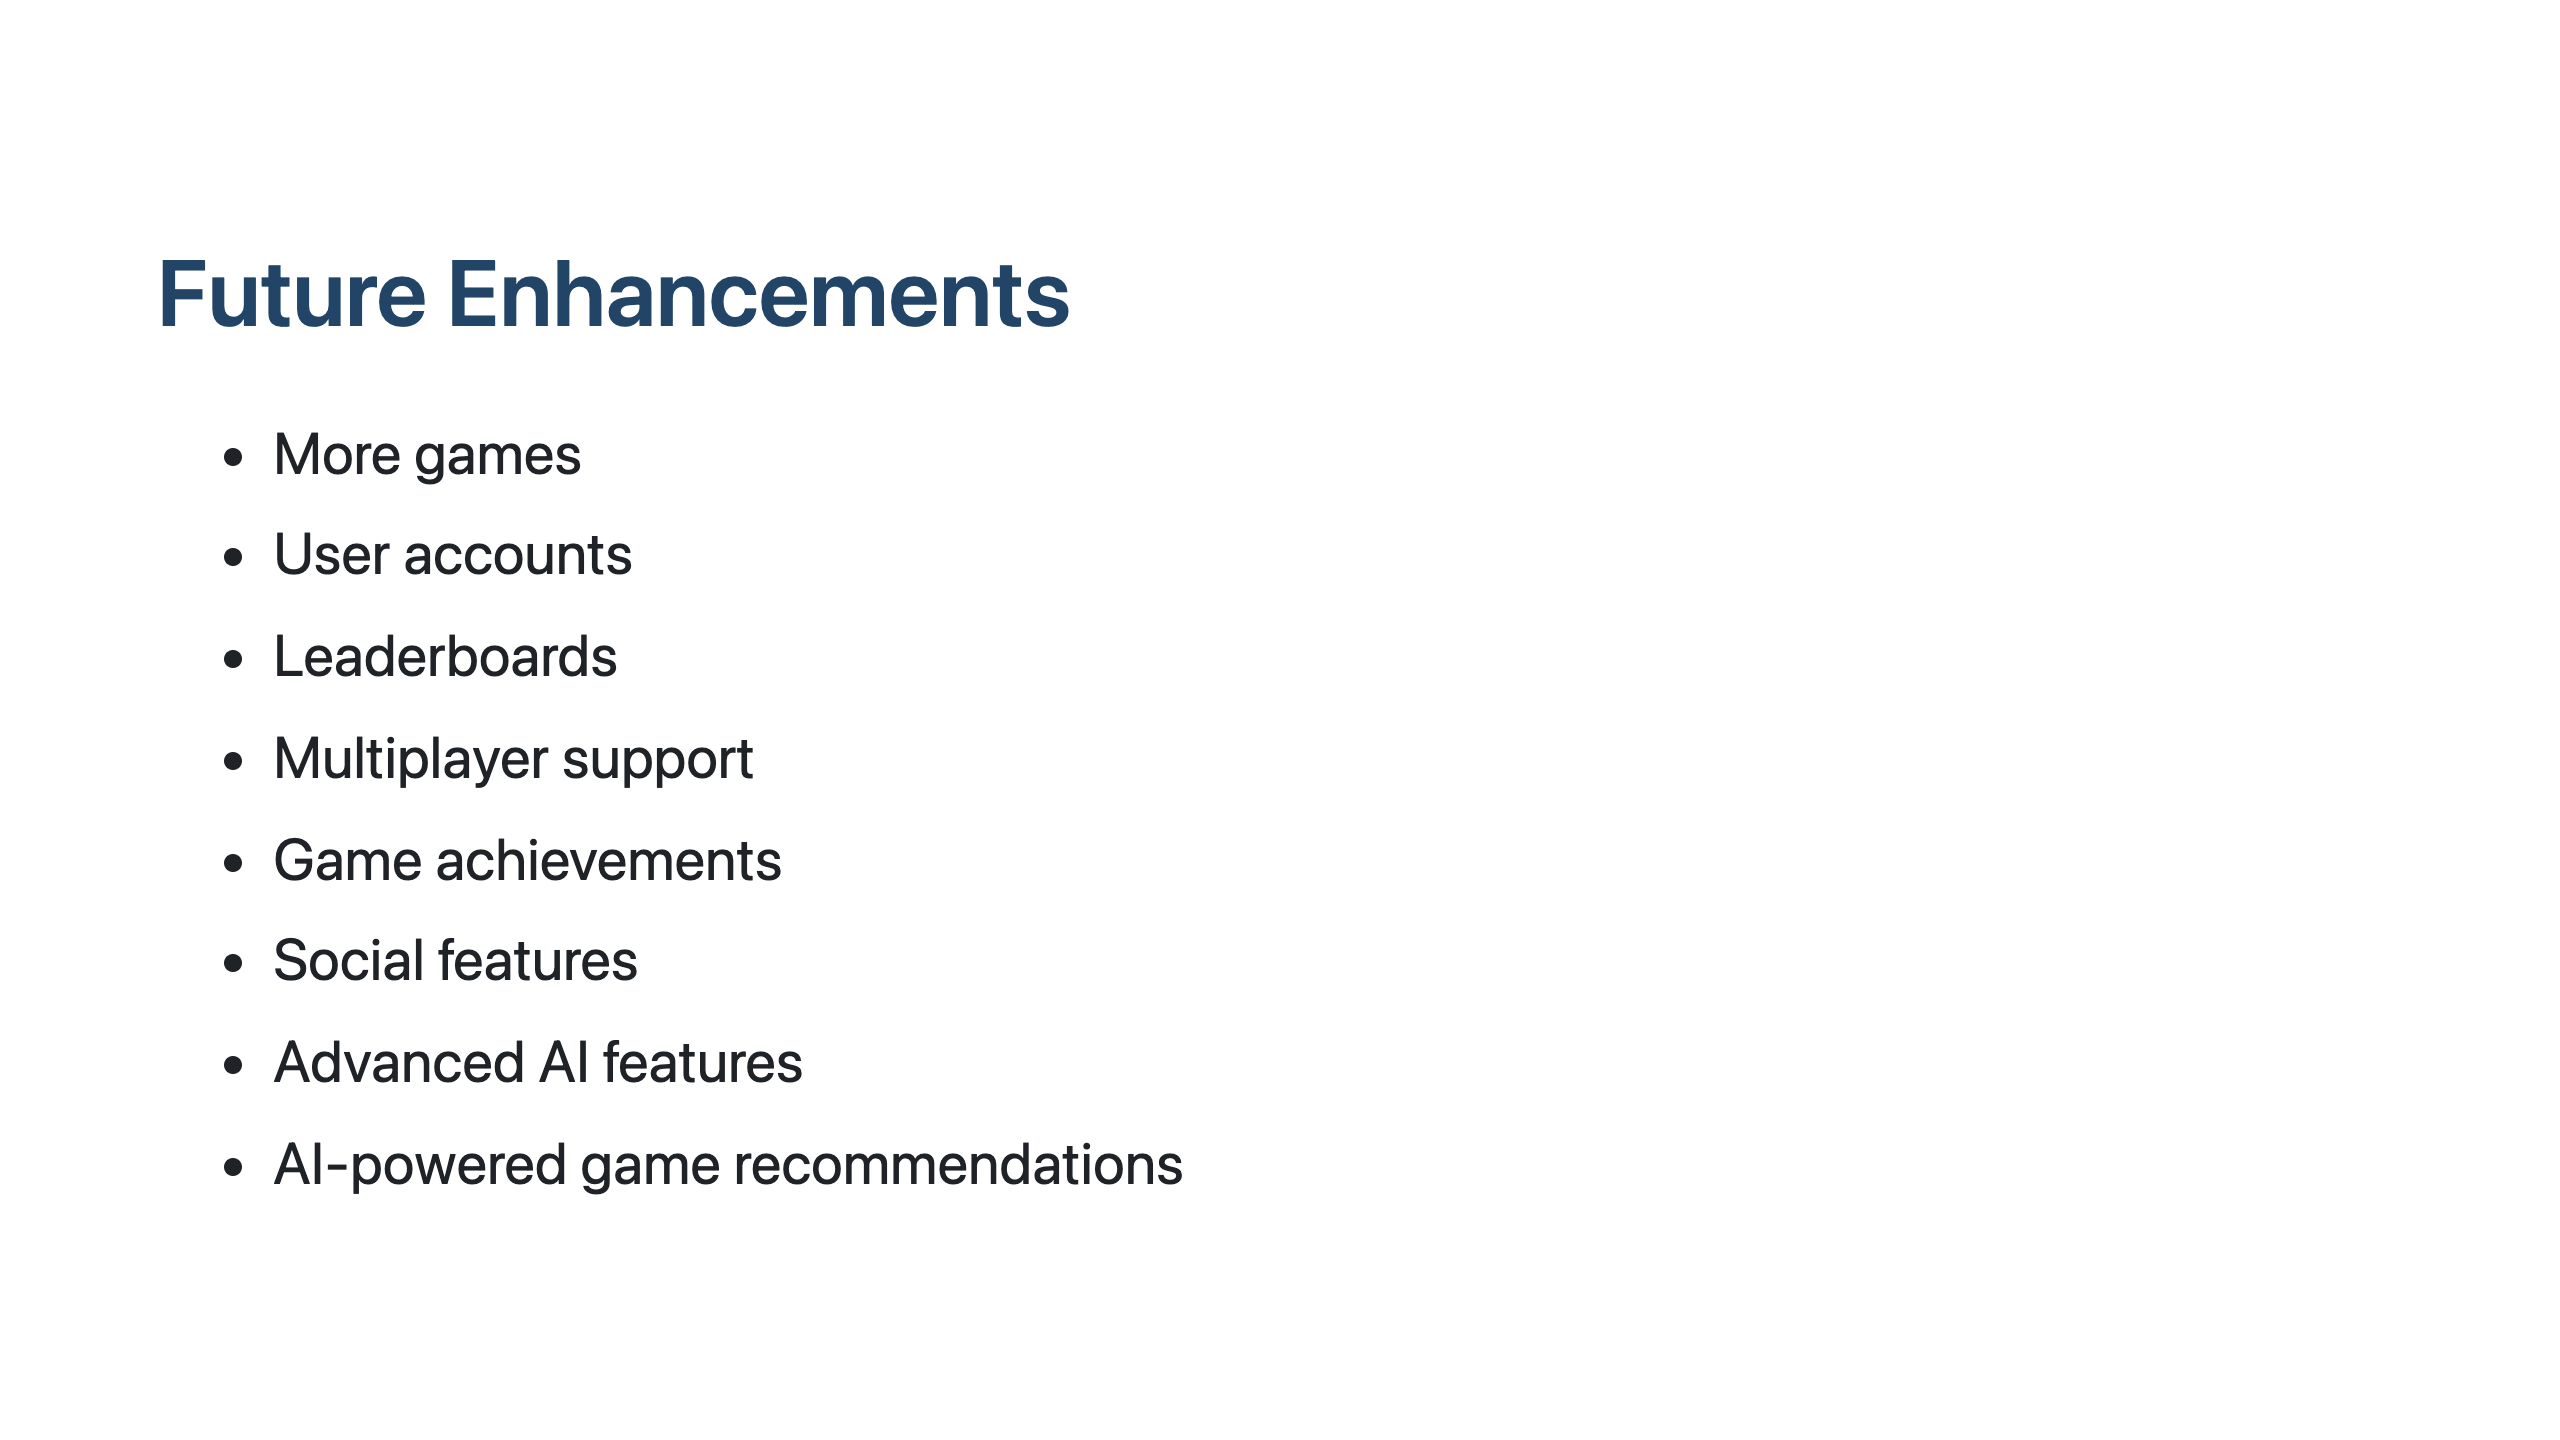 Future Enhancements
• More games
• User accounts
• Leaderboards
• Multiplayer support
• Game achievements
• Social features
• Advanced AI features
• AI-powered game recommendations